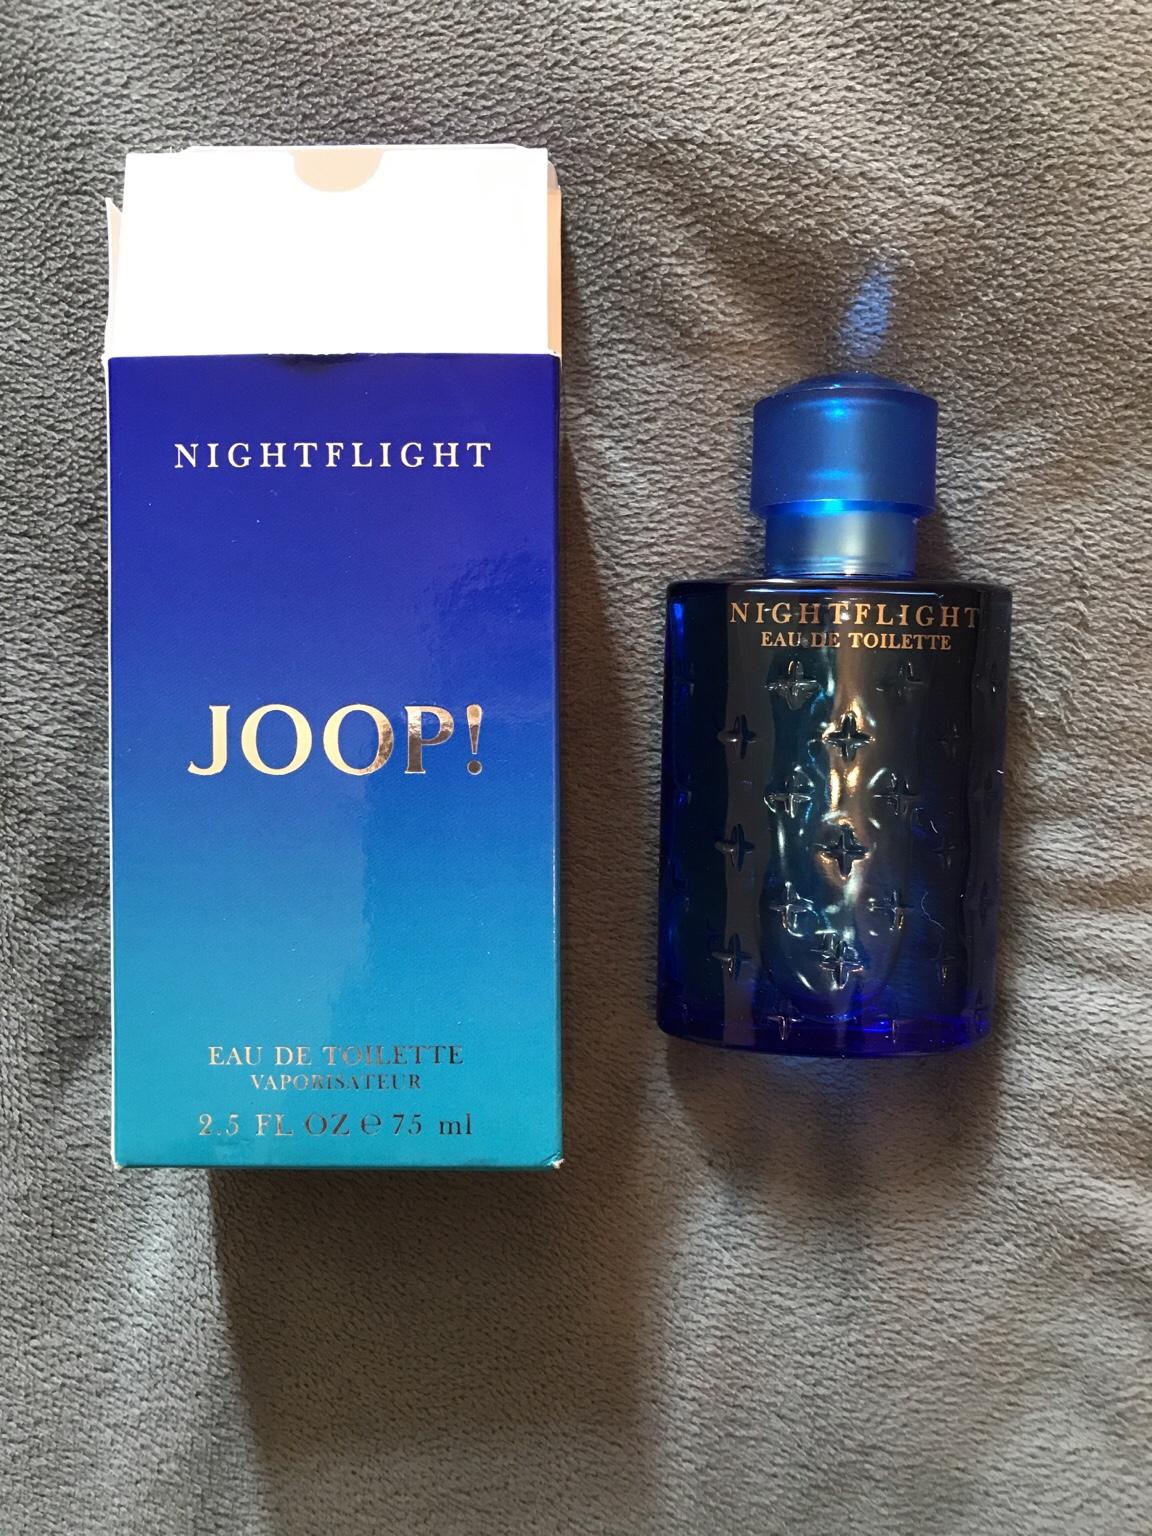 NIGHTFLIGHT
JOOP!
EAU DE TOILETTE
VAPORISATEUR
2.5 FL OZ ℮ 75 ml
NIGHTFLIGHT
EAU DE TOILETTE